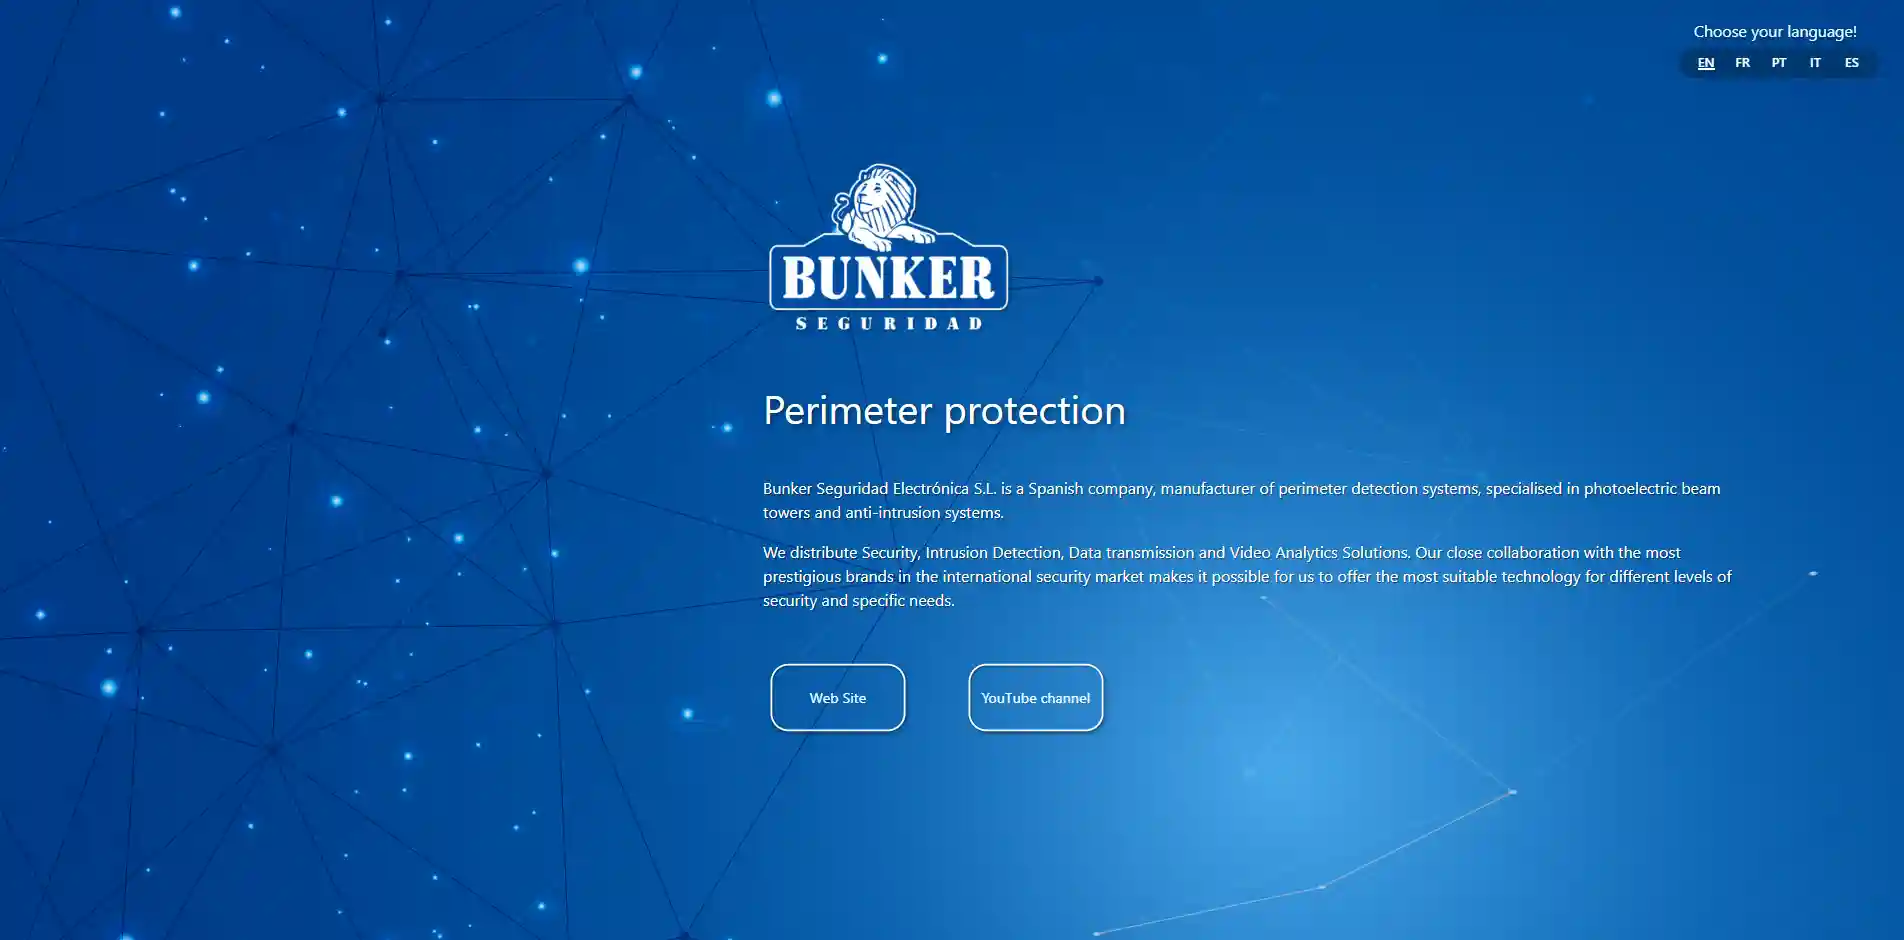 Choose your language!
EN FR PT IT ES
BUNKER
SEGURIDAD
Perimeter protection
Bunker Seguridad Electrónica S.L. is a Spanish company, manufacturer of perimeter detection systems, specialised in photoelectric beam
towers and anti-intrusion systems.
We distribute Security, Intrusion Detection, Data transmission and Video Analytics Solutions. Our close collaboration with the most
prestigious brands in the international security market makes it possible for us to offer the most suitable technology for different levels of
security and specific needs.
Web Site
YouTube channel